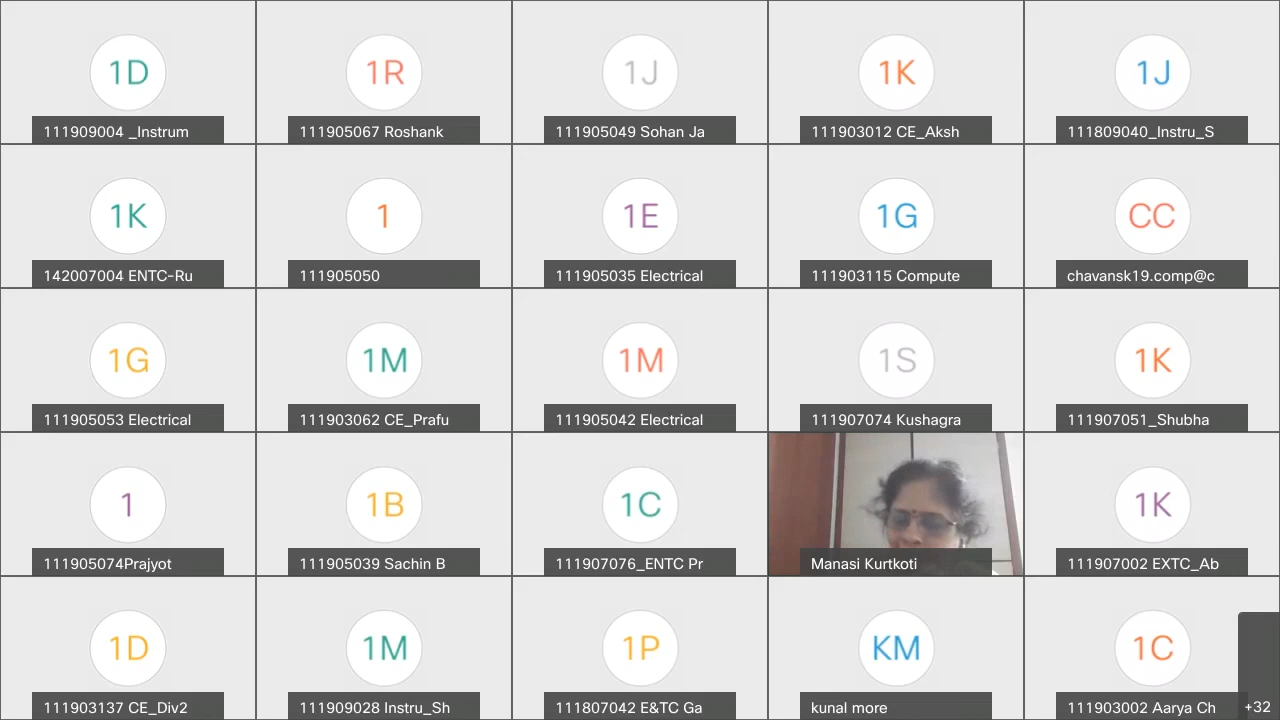 1D
111909004 _Instrum
1R
111905067 Roshank
1J
111905049 Sohan Ja
1K
111903012 CE_Aksh
1J
111809040_Instru_S
1K
142007004 ENTC-Ru
1
111905050
1E
111905035 Electrical
1G
111903115 Compute
CC
chavansk19.comp@c
1G
111905053 Electrical
1M
111903062 CE_Prafu
1M
111905042 Electrical
1S
111907074 Kushagra
1K
111907051_Shubha
1
111905074Prajyot
1B
111905039 Sachin B
1C
111907076_ENTC Pr
Manasi Kurtkoti
1K
111907002 EXTC_Ab
1D
111903137 CE_Div2
1M
111909028 Instru_Sh
1P
111807042 E&TC Ga
KM
kunal more
1C
111903002 Aarya Ch
+32